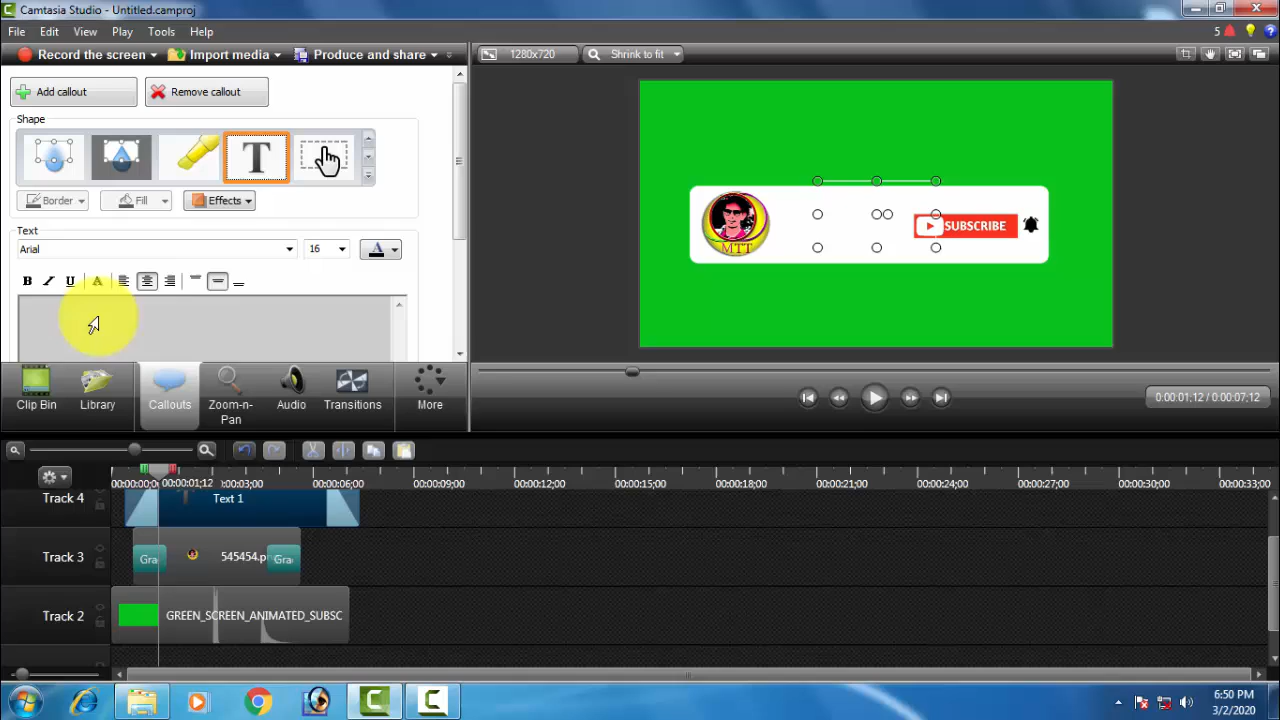 Camtasia Studio - Untitled.camproj
File Edit View Play Tools Help
5
Record the screen Import media Produce and share
1280x720 Shrink to fit
Add callout Remove callout
Shape
T
Border Fill Effects
Text
Arial 16 A
B I U A
MTT
SUBSCRIBE
Clip Bin Library Callouts Zoom-n-Pan Audio Transitions More
0:00:01;12 / 0:00:07;12
00:00:00;00 00:00:01;12 00:00:03;00 00:00:06;00 00:00:09;00 00:00:12;00 00:00:15;00 00:00:18;00 00:00:21;00 00:00:24;00 00:00:27;00 00:00:30;00 00:00:33;00
Track 4 Text 1
Track 3 Gra 545454.p Gra
Track 2 GREEN_SCREEN_ANIMATED_SUBSC
6:50 PM
3/2/2020